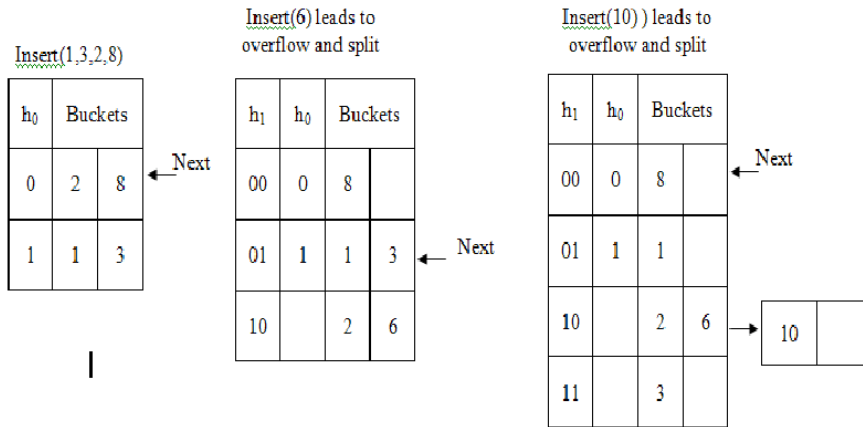 Insert(1,3,2,8)
h₀ Buckets
0 2 8
Next
1 1 3
Insert(6) leads to
overflow and split
h₁ h₀ Buckets
00 0 8
01 1 1 3
Next
10 2 6
Insert(10) ) leads to
overflow and split
h₁ h₀ Buckets
Next
00 0 8
01 1 1
10 2 6
10
11 3